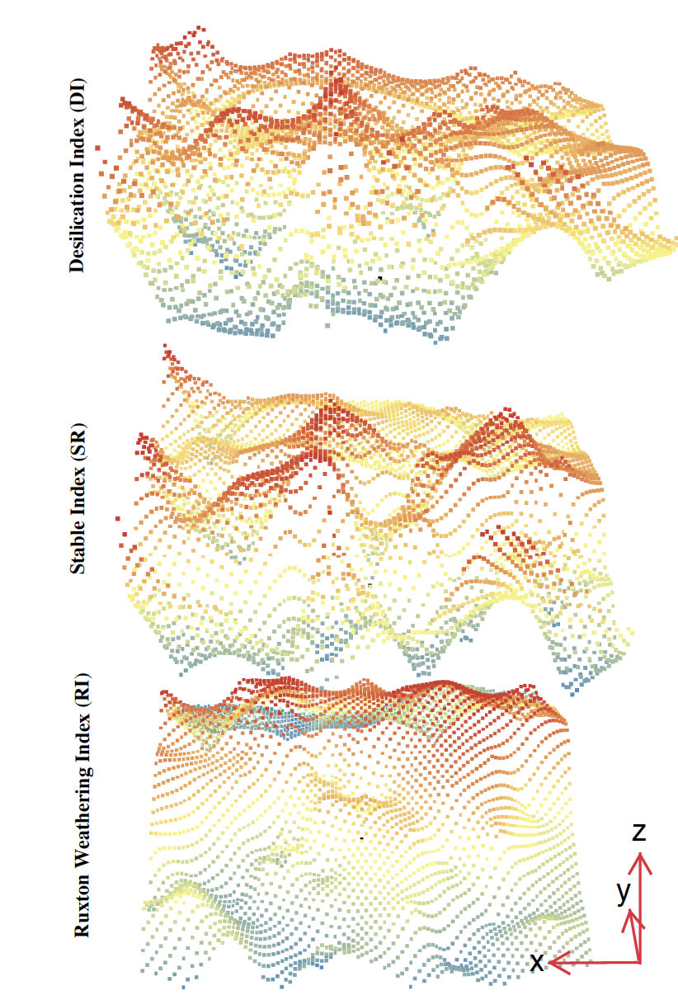 Desilication Index (DI)
Stable Index (SR)
Ruxton Weathering Index (RI)
z
y
x